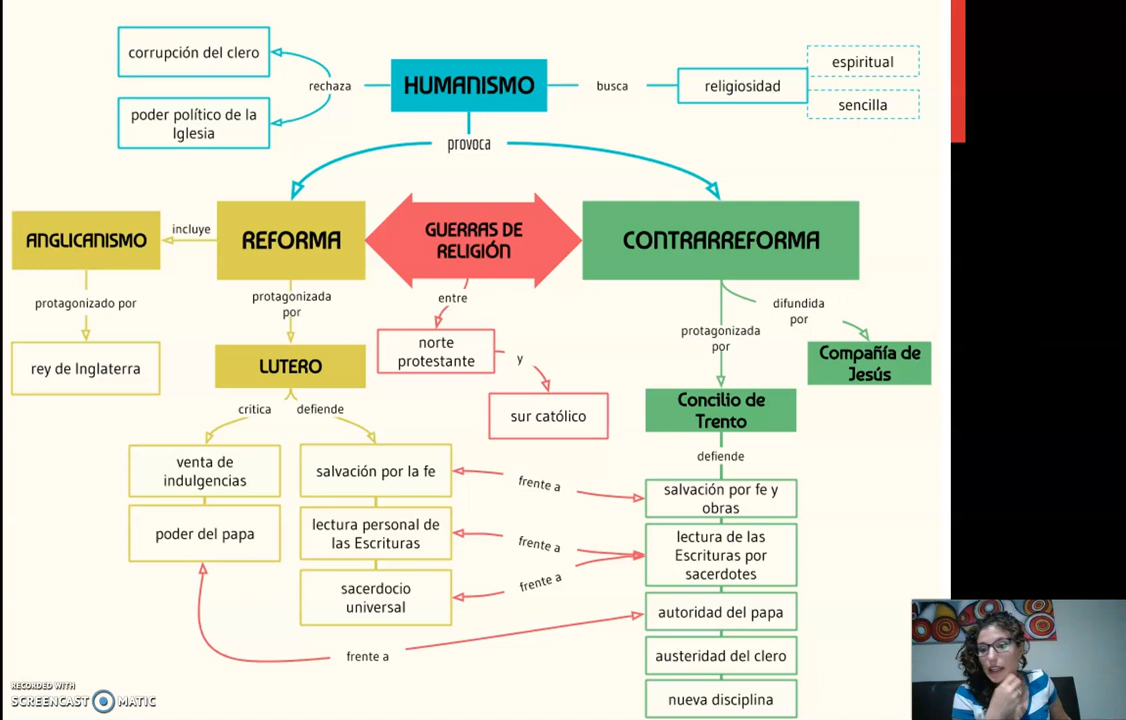 corrupción del clero
rechaza
poder político de la
Iglesia
HUMANISMO
busca
religiosidad
espiritual
sencilla
provoca
ANGLICANISMO
incluye
REFORMA
GUERRAS DE
RELIGIÓN
CONTRARREFORMA
protagonizado por
rey de Inglaterra
protagonizada
por
LUTERO
entre
norte
protestante
y
sur católico
protagonizada
por
difundida
por
Compañía de
Jesús
Concilio de
Trento
critica
defiende
venta de
indulgencias
poder del papa
salvación por la fe
lectura personal de
las Escrituras
sacerdocio
universal
frente a
frente a
frente a
frente a
defiende
salvación por fe y
obras
lectura de las
Escrituras por
sacerdotes
autoridad del papa
austeridad del clero
nueva disciplina
RECORDED WITH
SCREENCAST MATIC